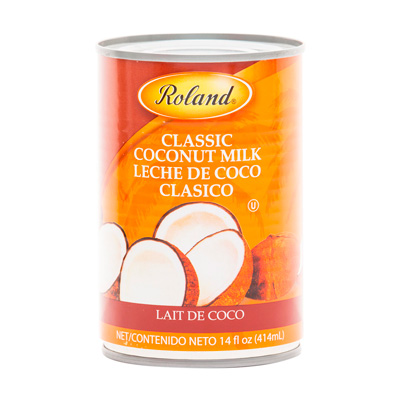 Roland®
CLASSIC
COCONUT MILK
LECHE DE COCO
CLASICO
U
LAIT DE COCO
NET/CONTENIDO NETO 14 fl oz (414mL)